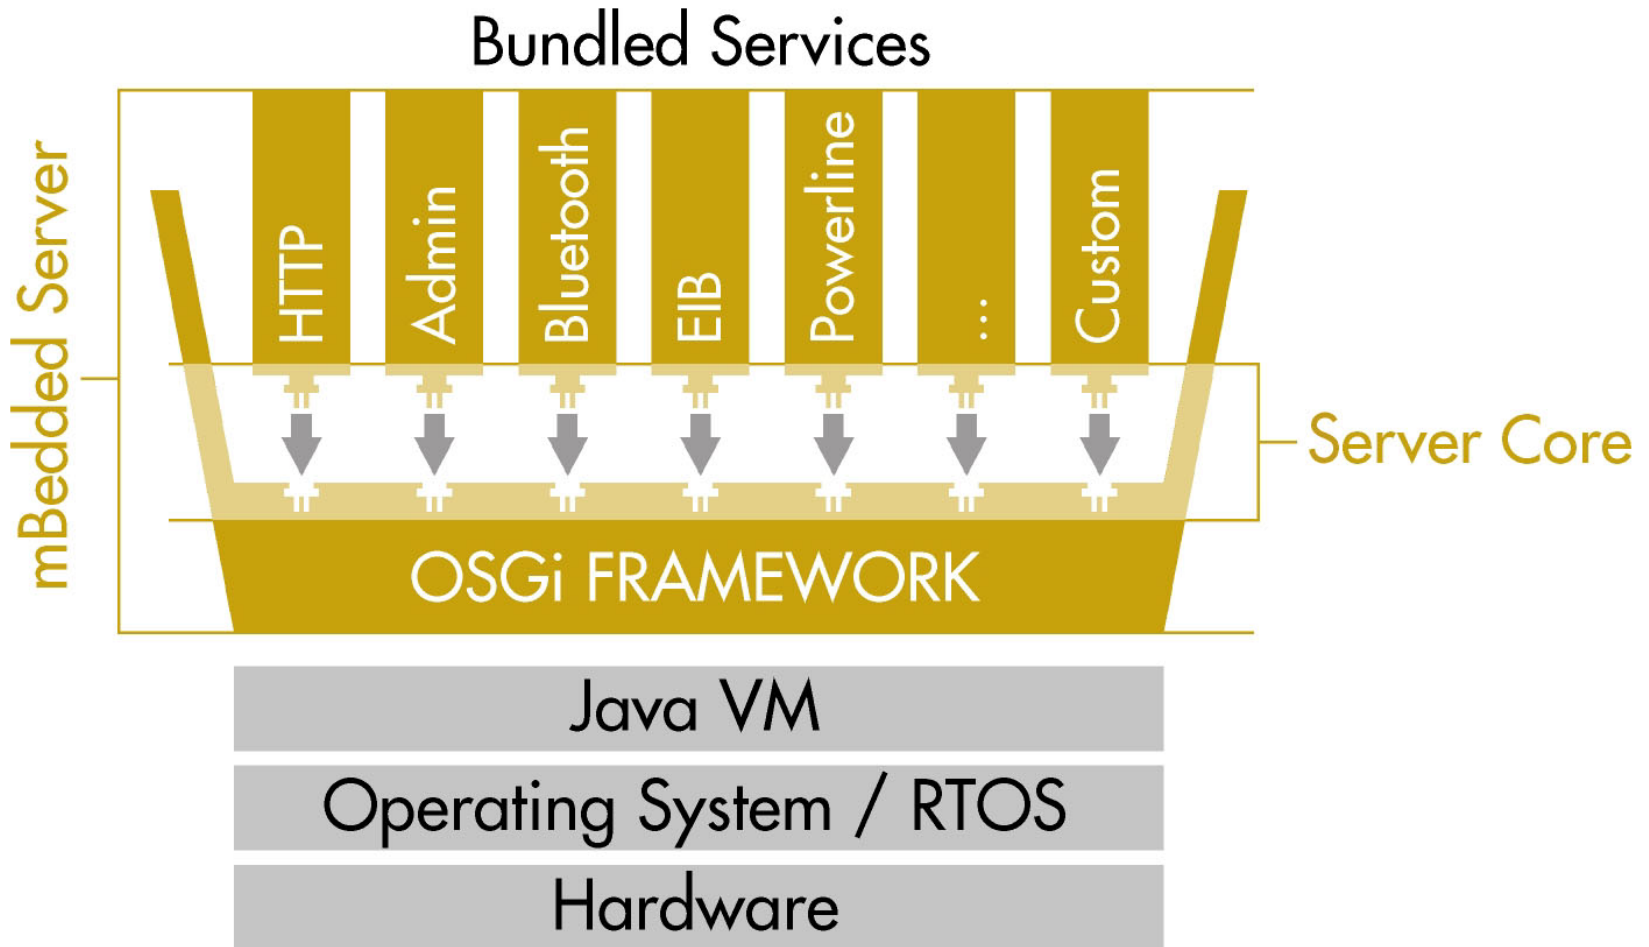 Bundled Services
mBedded Server
HTTP
Admin
Bluetooth
EIB
Powerline
...
Custom
Server Core
OSGi FRAMEWORK
Java VM
Operating System / RTOS
Hardware